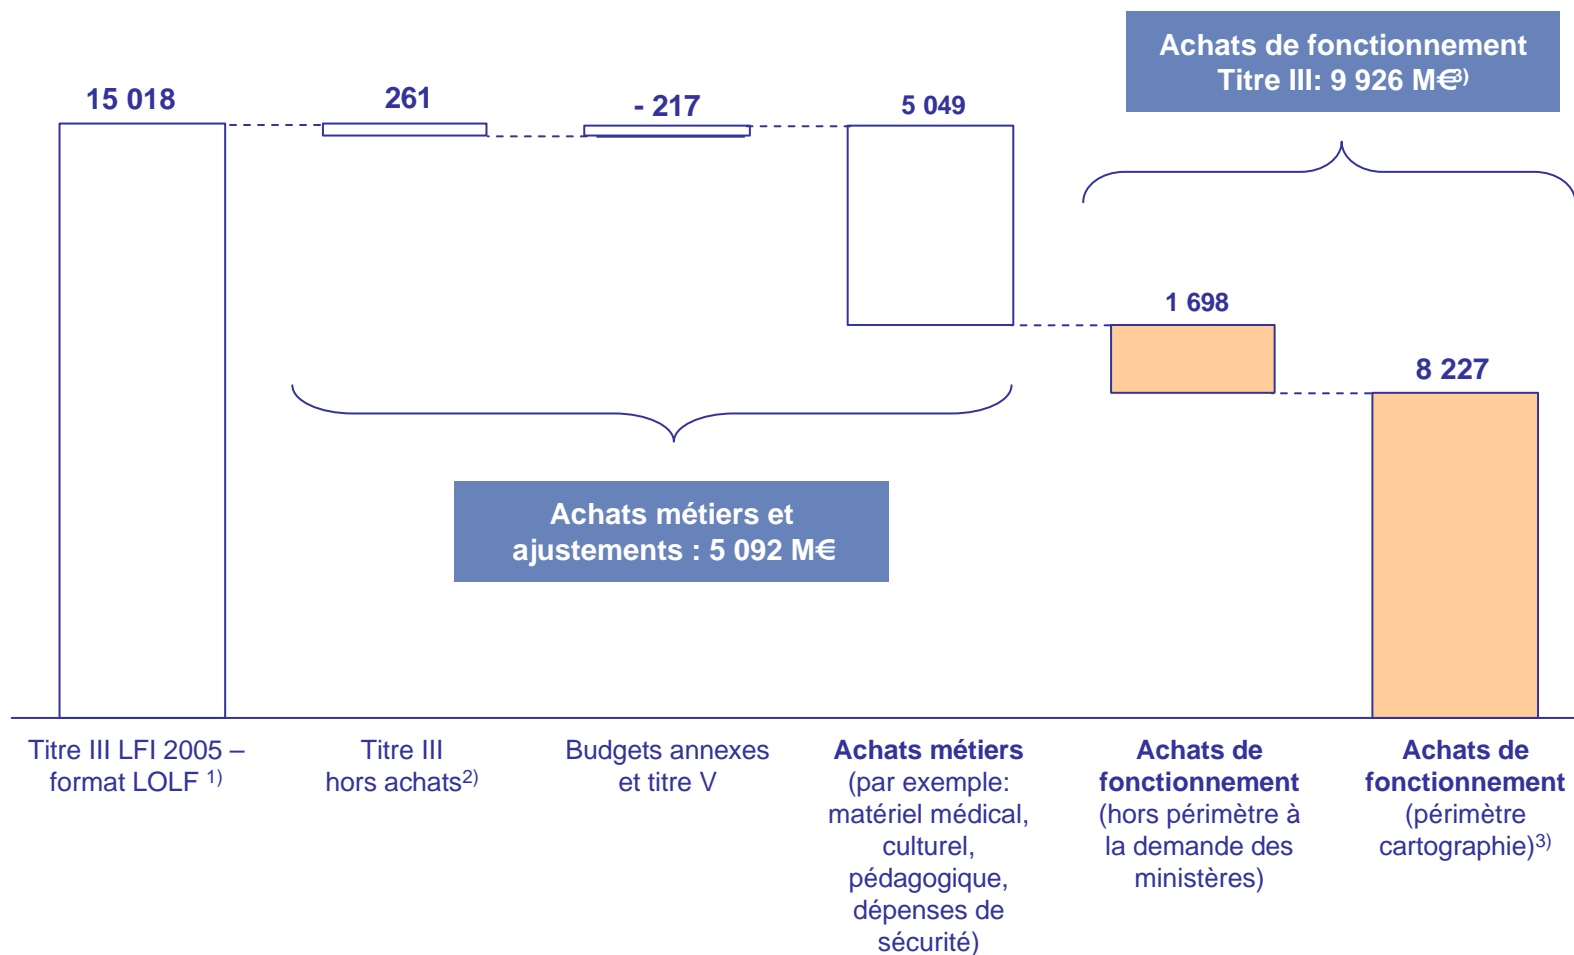 Achats de fonctionnement
Titre III: 9 926 M€3)
15 018
261
- 217
5 049
1 698
8 227
Achats métiers et
ajustements : 5 092 M€
Titre III LFI 2005 –
format LOLF 1)
Titre III
hors achats2)
Budgets annexes
et titre V
Achats métiers
(par exemple:
matériel médical,
culturel,
pédagogique,
dépenses de
sécurité)
Achats de
fonctionnement
(hors périmètre à
la demande des
ministères)
Achats de
fonctionnement
(périmètre
cartographie)3)